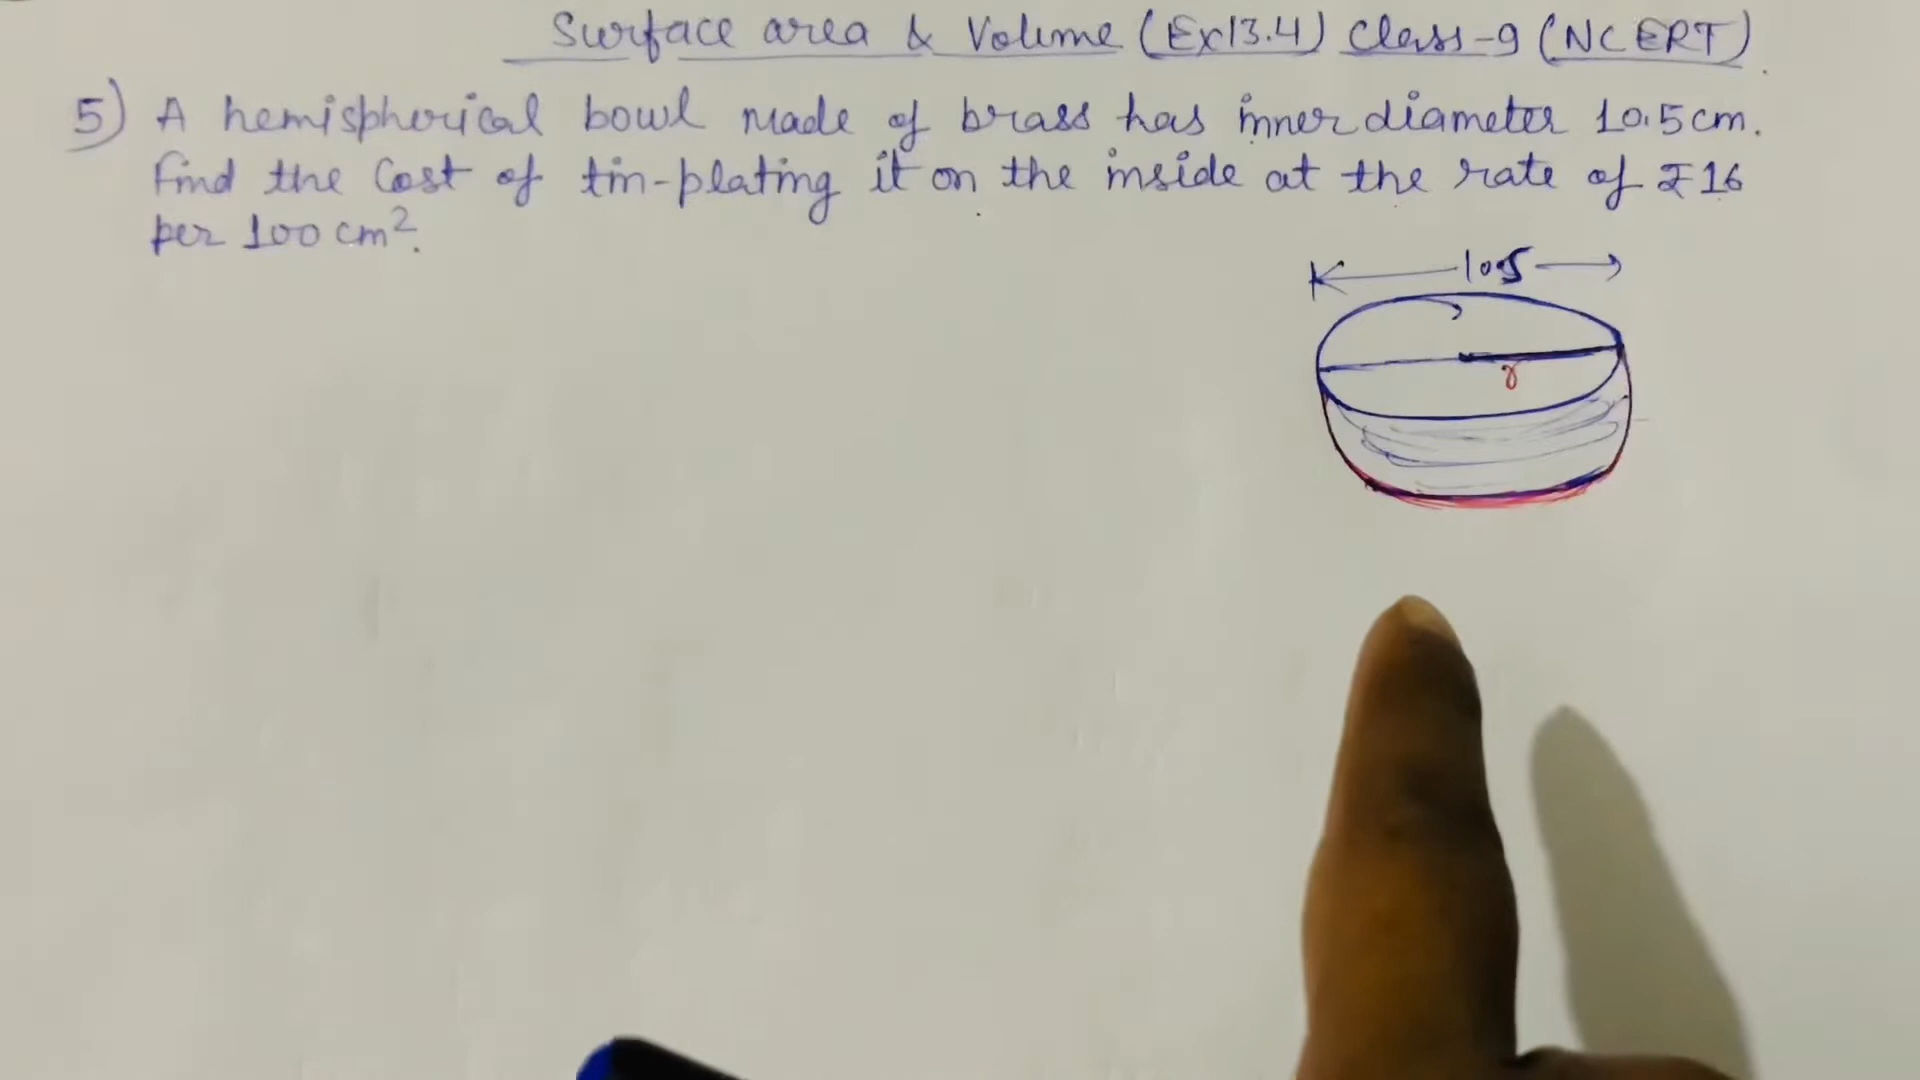 Surface area & Volume (Ex13.4) Class-9 (NCERT)
5) A hemispherical bowl made of brass has inner diameter 10.5cm.
Find the Cost of tin-plating it on the inside at the rate of ₹16
per 100 cm².
10.5
r